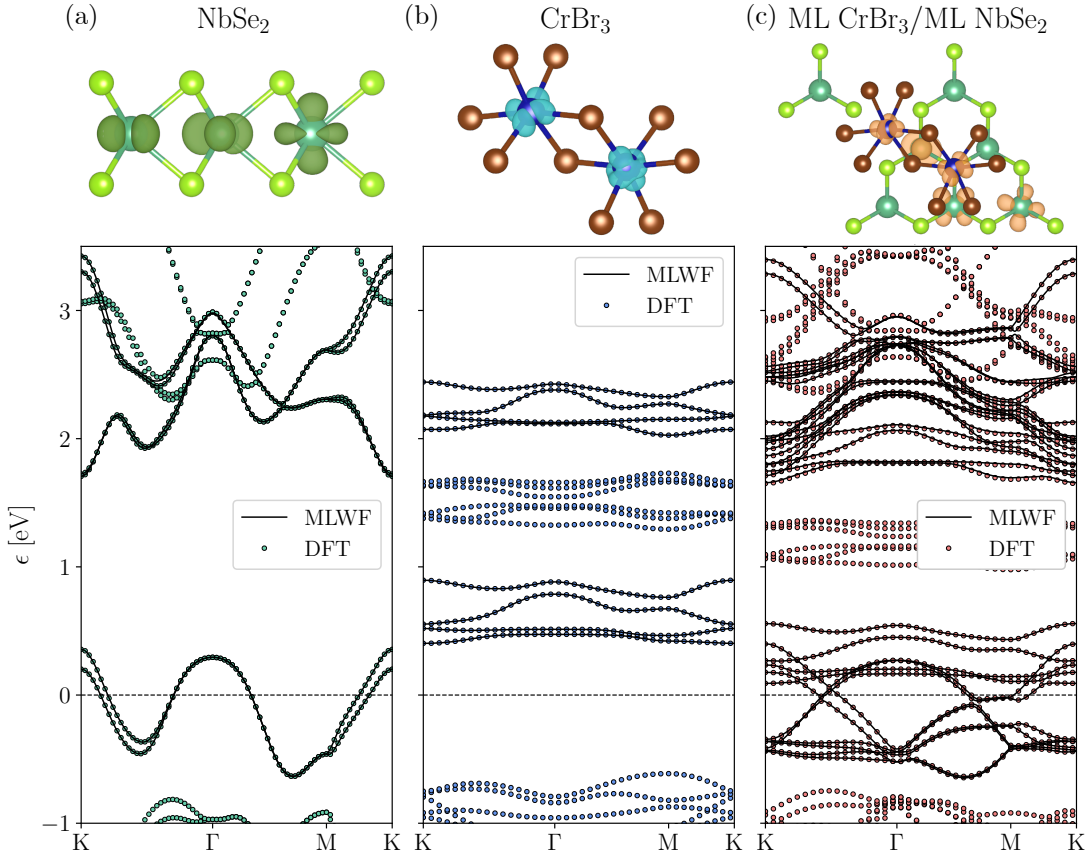 (a) NbSe₂
(b) CrBr₃
(c) ML CrBr₃/ML NbSe₂
ϵ [eV]
3
2
1
0
−1
MLWF
DFT
K Γ M K
MLWF
DFT
K Γ M K
MLWF
DFT
K Γ M K